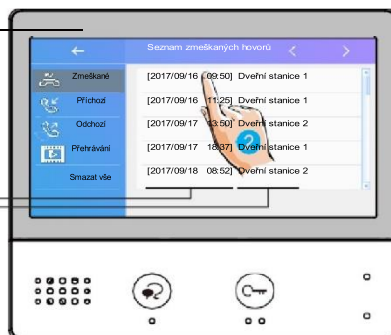 Seznam zmeškaných hovorů
Zmeškané
Příchozí
Odchozí
Přehrávání
Smazat vše
[2017/09/16 09:50] Dveřní stanice 1
[2017/09/16 11:25] Dveřní stanice 1
[2017/09/17 13:50] Dveřní stanice 2
[2017/09/17 18:37] Dveřní stanice 1
[2017/09/18 08:52] Dveřní stanice 2
2